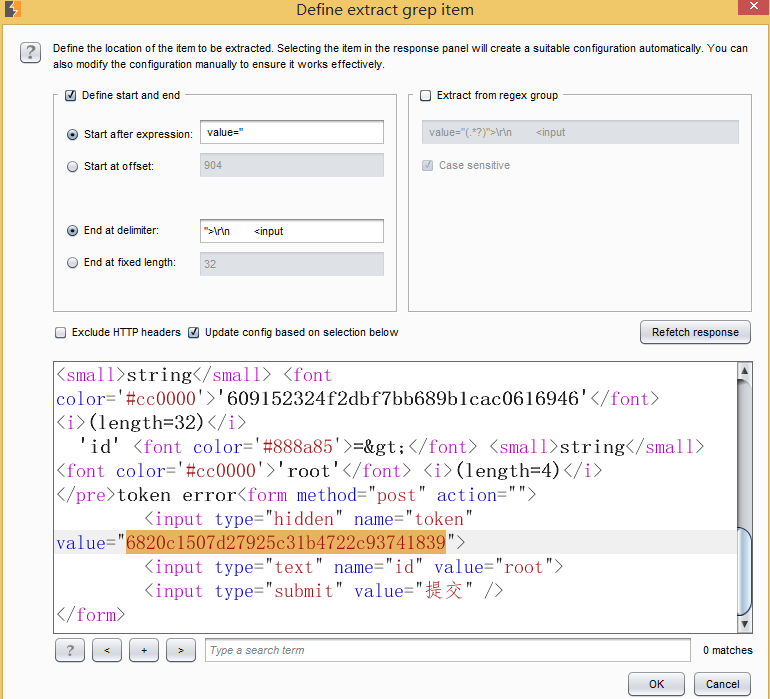 Define extract grep item
Define the location of the item to be extracted. Selecting the item in the response panel will create a suitable configuration automatically. You can
also modify the configuration manually to ensure it works effectively.
Define start and end
Start after expression: value="
Start at offset: 904
End at delimiter: ">\r\n        <input
End at fixed length: 32
Extract from regex group
value="(.*?)">\r\n        <input
Case sensitive
Exclude HTTP headers
Update config based on selection below
Refetch response
<small>string</small> <font
color='#cc0000'>'609152324f2dbf7bb689b1cac0616946'</font>
<i>(length=32)</i>
  'id' <font color='#888a85'>=&gt;</font> <small>string</small>
<font color='#cc0000'>'root'</font> <i>(length=4)</i>
</pre>token error<form method="post" action="">
        <input type="hidden" name="token"
value="6820c1507d27925c31b4722c93741839">
        <input type="text" name="id" value="root">
        <input type="submit" value="提交" />
</form>
? < + > Type a search term 0 matches
OK Cancel